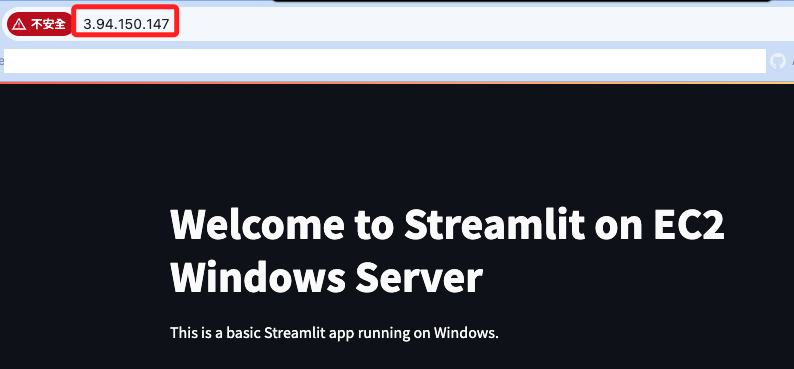 不安全 3.94.150.147
Welcome to Streamlit on EC2
Windows Server
This is a basic Streamlit app running on Windows.